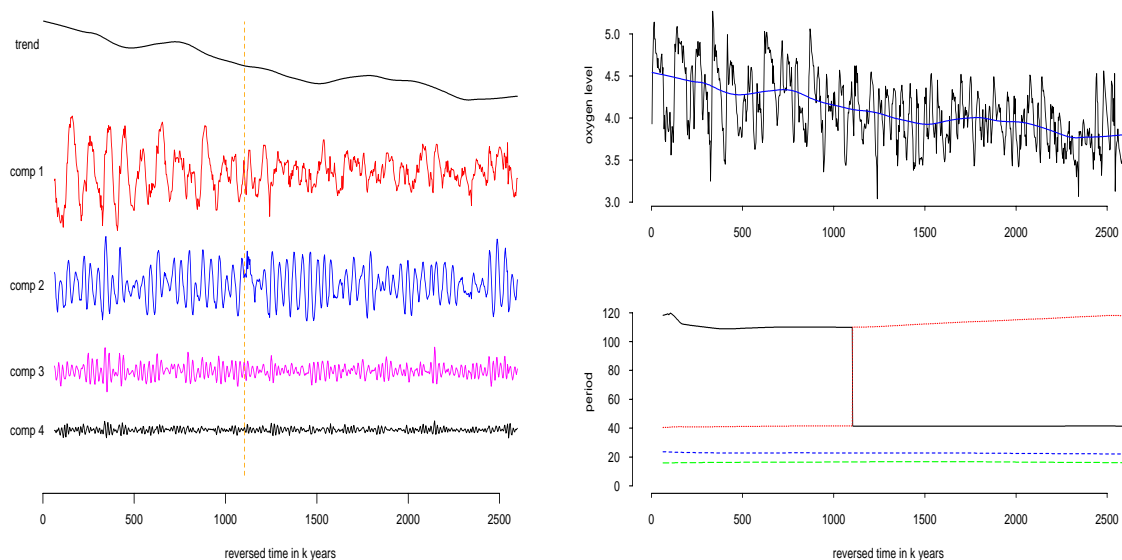 trend
comp 1
comp 2
comp 3
comp 4
0 500 1000 1500 2000 2500
reversed time in k years
oxygen level
5.0
4.5
4.0
3.5
3.0
0 500 1000 1500 2000 2500
period
120
100
80
60
40
20
0
0 500 1000 1500 2000 2500
reversed time in k years